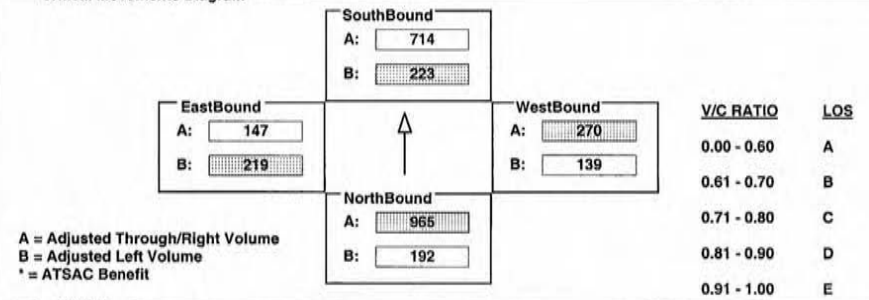 SouthBound
A: 714
B: 223
EastBound
A: 147
B: 219
WestBound
A: 270
B: 139
NorthBound
A: 965
B: 192
A = Adjusted Through/Right Volume
B = Adjusted Left Volume
* = ATSAC Benefit
V/C RATIO LOS
0.00 - 0.60 A
0.61 - 0.70 B
0.71 - 0.80 C
0.81 - 0.90 D
0.91 - 1.00 E